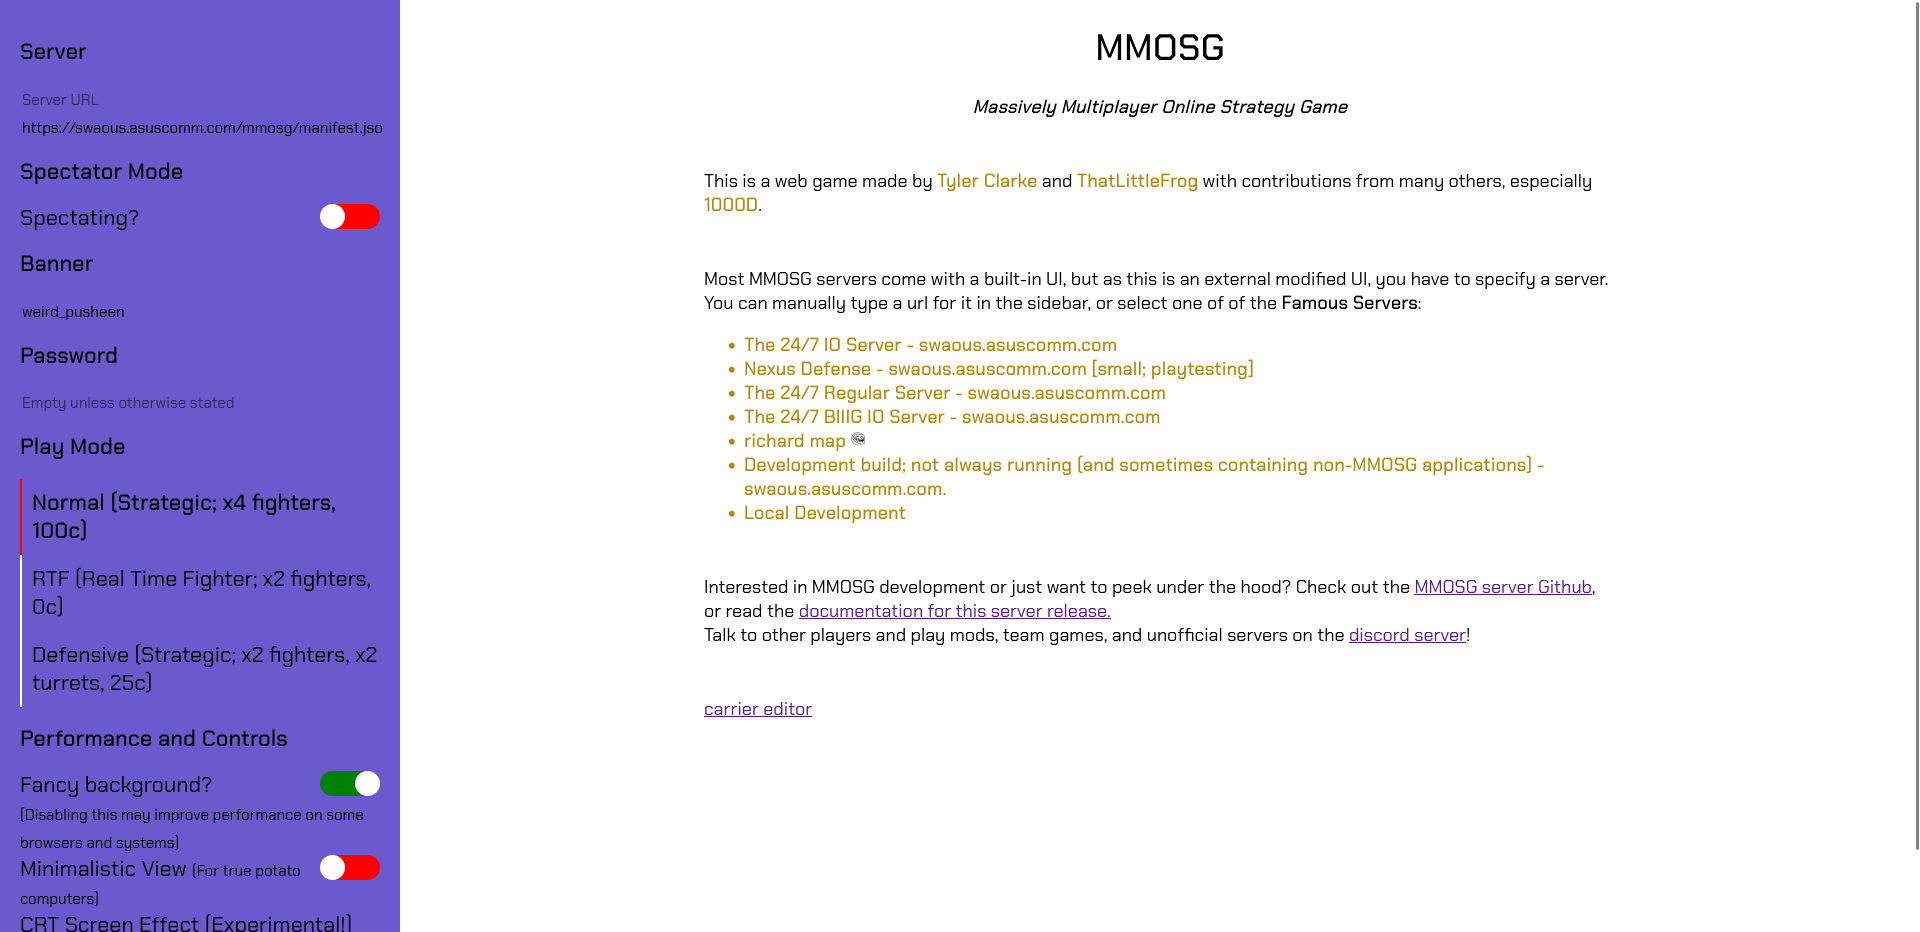 Server
Server URL
https://swaous.asuscomm.com/mmosg/manifest.jso
Spectator Mode
Spectating?
Banner
weird_pusheen
Password
Empty unless otherwise stated
Play Mode
Normal (Strategic; x4 fighters,
100c)
RTF (Real Time Fighter; x2 fighters,
0c)
Defensive (Strategic; x2 fighters, x2
turrets, 25c)
Performance and Controls
Fancy background?
(Disabling this may improve performance on some
browsers and systems)
Minimalistic View (For true potato
computers)
CRT Screen Effect (Experimental!)
MMOSG
Massively Multiplayer Online Strategy Game
This is a web game made by Tyler Clarke and ThatLittleFrog with contributions from many others, especially
1000D.
Most MMOSG servers come with a built-in UI, but as this is an external modified UI, you have to specify a server.
You can manually type a url for it in the sidebar, or select one of of the Famous Servers:
• The 24/7 IO Server - swaous.asuscomm.com
• Nexus Defense - swaous.asuscomm.com [small; playtesting]
• The 24/7 Regular Server - swaous.asuscomm.com
• The 24/7 BIIIG IO Server - swaous.asuscomm.com
• richard map
• Development build; not always running (and sometimes containing non-MMOSG applications) -
swaous.asuscomm.com.
• Local Development
Interested in MMOSG development or just want to peek under the hood? Check out the MMOSG server Github,
or read the documentation for this server release.
Talk to other players and play mods, team games, and unofficial servers on the discord server!
carrier editor